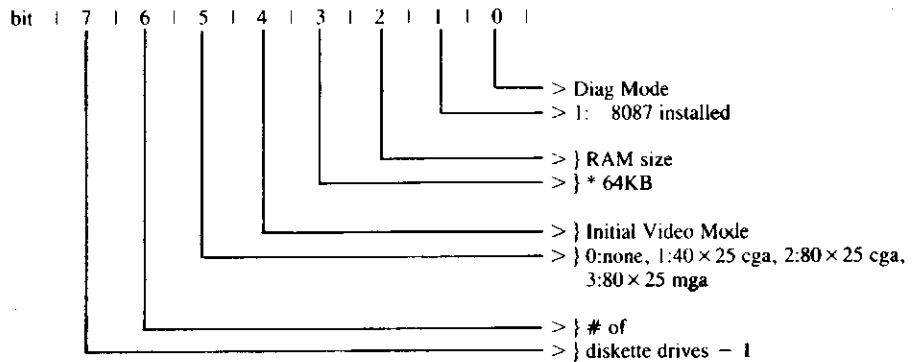 bit | 7 | 6 | 5 | 4 | 3 | 2 | 1 | 0 |
> Diag Mode
> 1: 8087 installed
> } RAM size
> } * 64KB
> } Initial Video Mode
> } 0:none, 1:40 × 25 cga, 2:80 × 25 cga,
3:80 × 25 mga
> } # of
> } diskette drives − 1